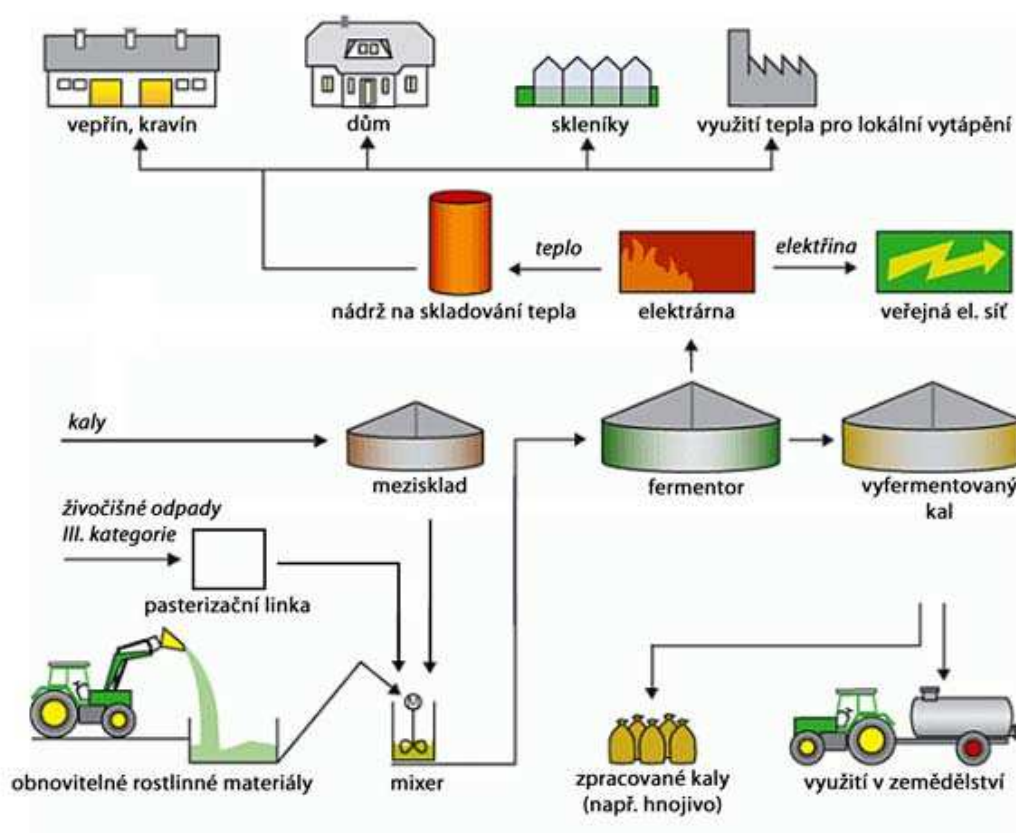 vepřín, kravín
dům
skleníky
využití tepla pro lokální vytápění
teplo
elektřina
nádrž na skladování tepla
elektrárna
veřejná el. síť
kaly
mezisklad
fermentor
vyfermentovaný
kal
živočišné odpady
III. kategorie
pasterizační linka
obnovitelné rostlinné materiály
mixer
zpracované kaly
(např. hnojivo)
využití v zemědělství